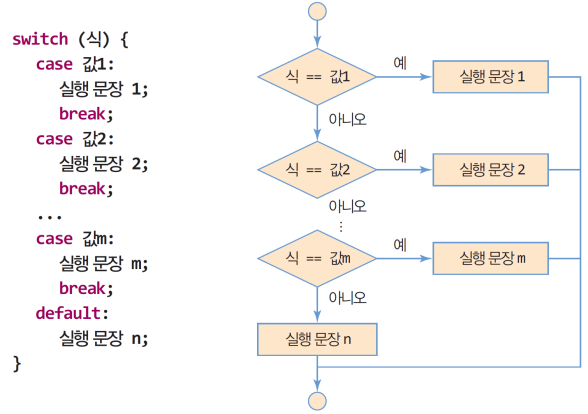 switch (식) {
case 값1:
실행 문장 1;
break;
case 값2:
실행 문장 2;
break;
...
case 값m:
실행 문장 m;
break;
default:
실행 문장 n;
}
식 == 값1
예
실행 문장 1
아니오
식 == 값2
예
실행 문장 2
아니오
...
식 == 값m
예
실행 문장 m
아니오
실행 문장 n